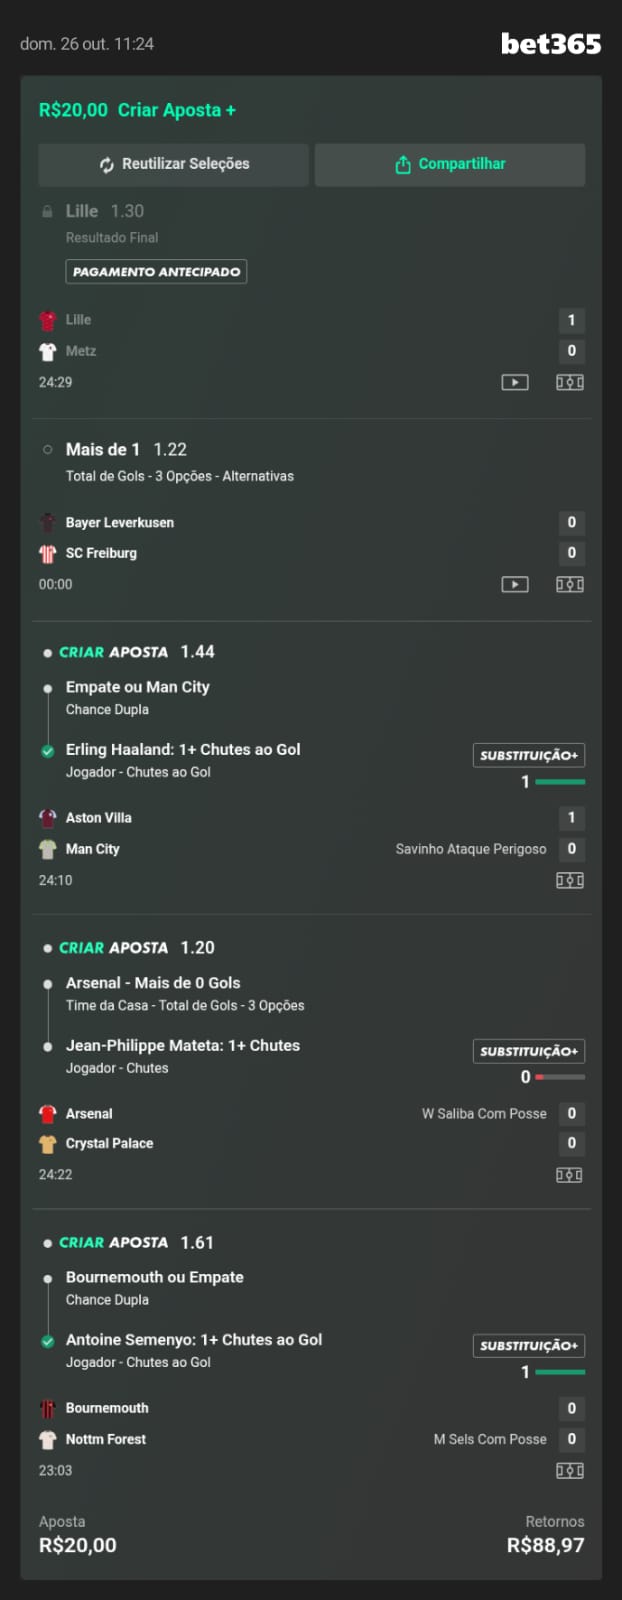 dom. 26 out. 11:24
bet365
R$20,00 Criar Aposta +
Reutilizar Seleções
Compartilhar
Lille 1.30
Resultado Final
PAGAMENTO ANTECIPADO
Lille 1
Metz 0
24:29
Mais de 1 1.22
Total de Gols - 3 Opções - Alternativas
Bayer Leverkusen 0
SC Freiburg 0
00:00
CRIAR APOSTA 1.44
Empate ou Man City
Chance Dupla
Erling Haaland: 1+ Chutes ao Gol
SUBSTITUIÇÃO+
Jogador - Chutes ao Gol
1
Aston Villa 1
Man City Savinho Ataque Perigoso 0
24:10
CRIAR APOSTA 1.20
Arsenal - Mais de 0 Gols
Time da Casa - Total de Gols - 3 Opções
Jean-Philippe Mateta: 1+ Chutes
SUBSTITUIÇÃO+
Jogador - Chutes
0
Arsenal W Saliba Com Posse 0
Crystal Palace 0
24:22
CRIAR APOSTA 1.61
Bournemouth ou Empate
Chance Dupla
Antoine Semenyo: 1+ Chutes ao Gol
SUBSTITUIÇÃO+
Jogador - Chutes ao Gol
1
Bournemouth 0
Nottm Forest M Sels Com Posse 0
23:03
Aposta Retornos
R$20,00 R$88,97